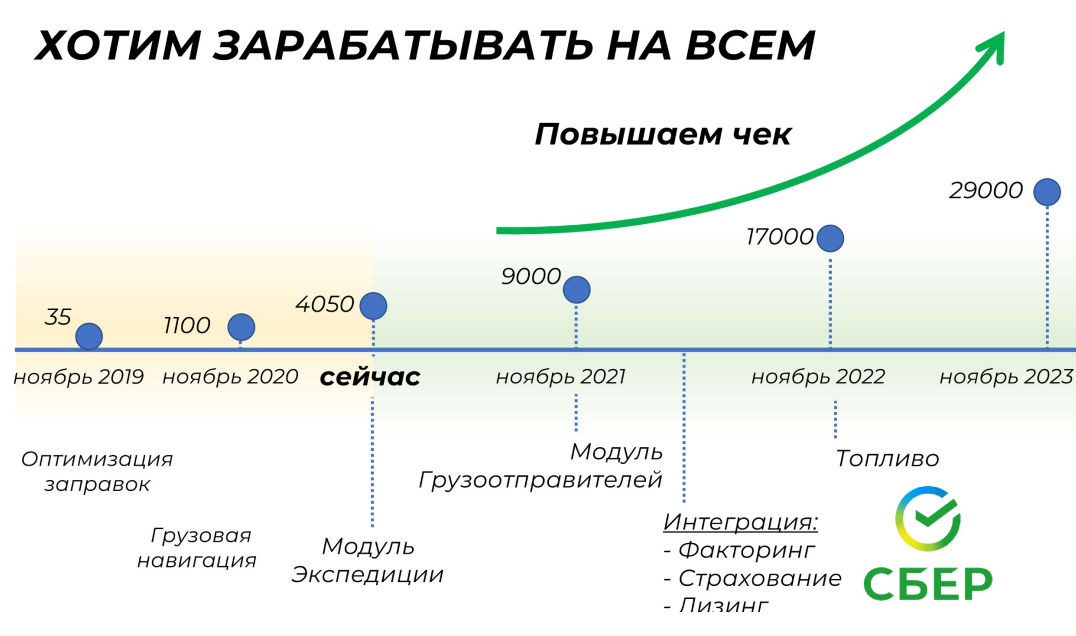 ХОТИМ ЗАРАБАТЫВАТЬ НА ВСЕМ
Повышаем чек
35
1100
4050
9000
17000
29000
ноябрь 2019
ноябрь 2020
сейчас
ноябрь 2021
ноябрь 2022
ноябрь 2023
Оптимизация
заправок
Грузовая
навигация
Модуль
Экспедиции
Модуль
Грузоотправителей
Интеграция:
- Факторинг
- Страхование
- Лизинг
Топливо
СБЕР